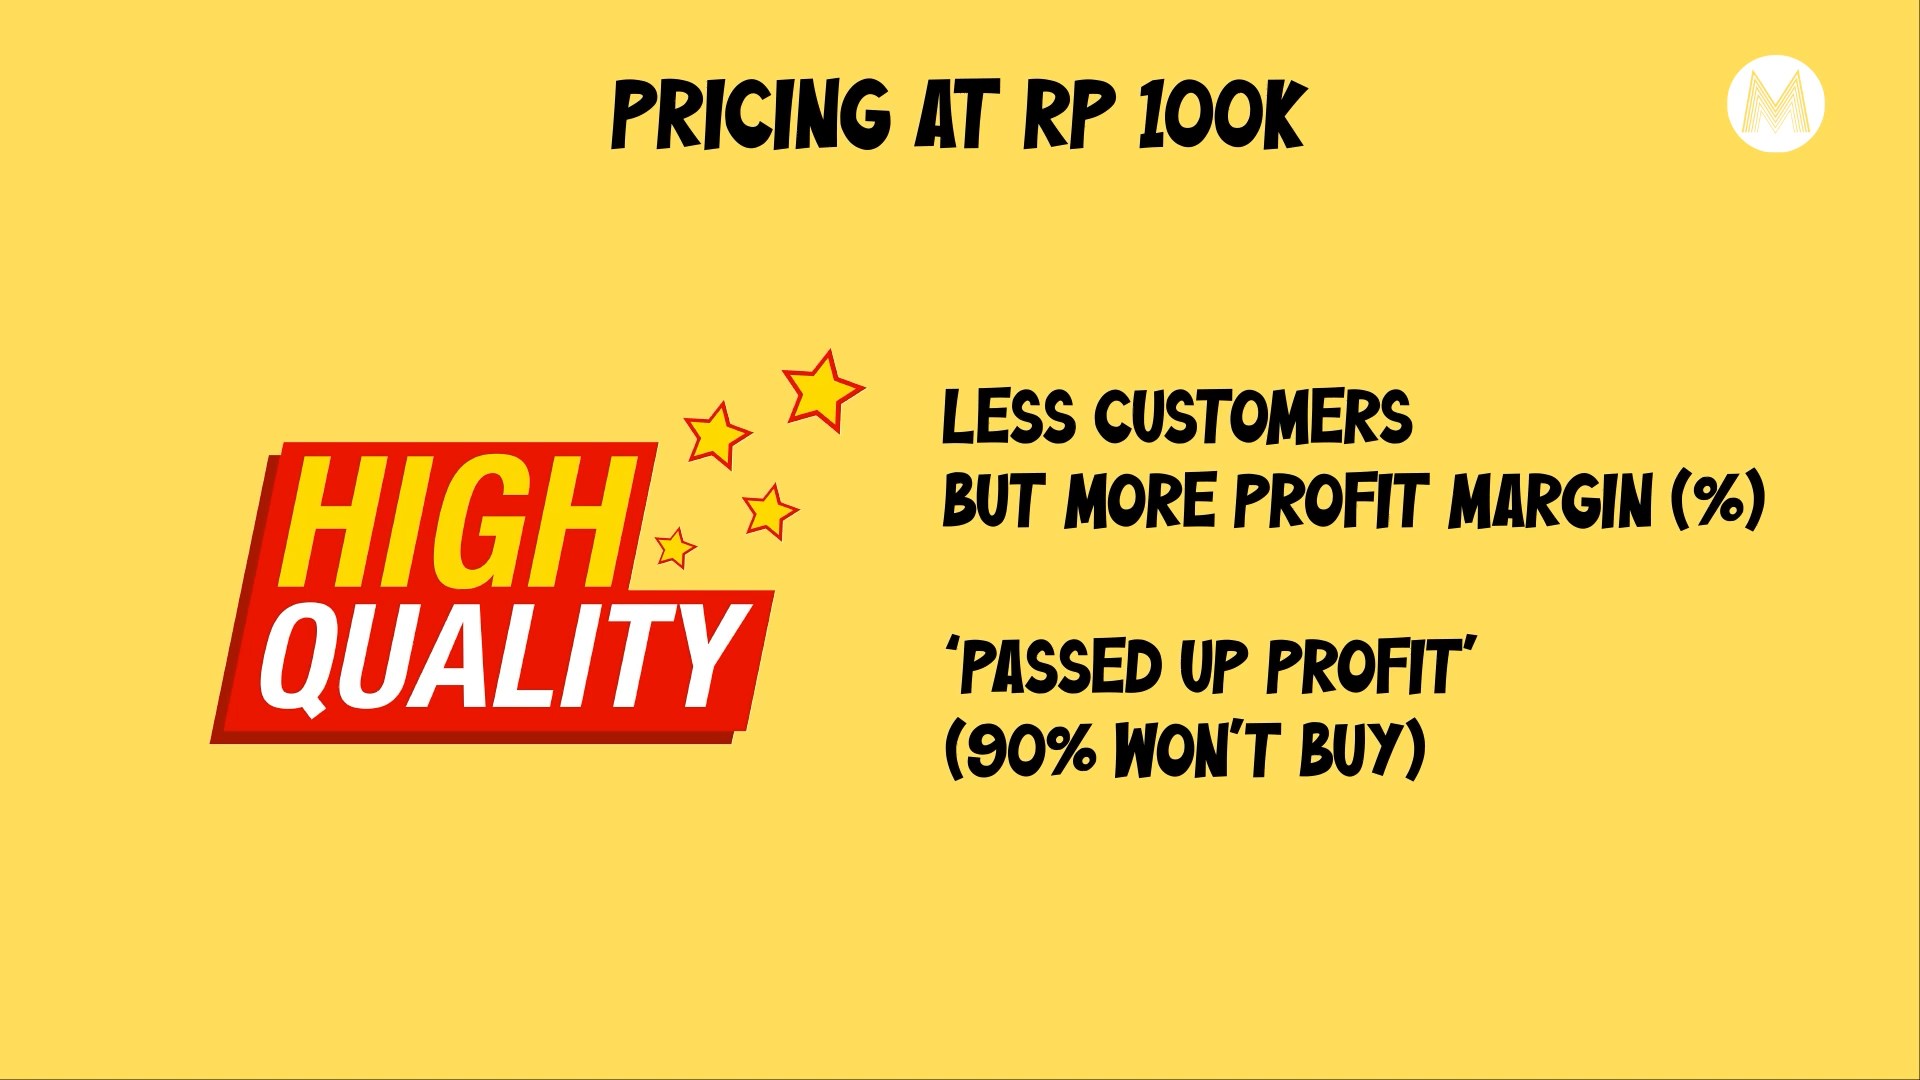 PRICING AT RP 100K
M
HIGH
QUALITY
LESS CUSTOMERS
BUT MORE PROFIT MARGIN (%)
‘PASSED UP PROFIT’
(90% WON’T BUY)